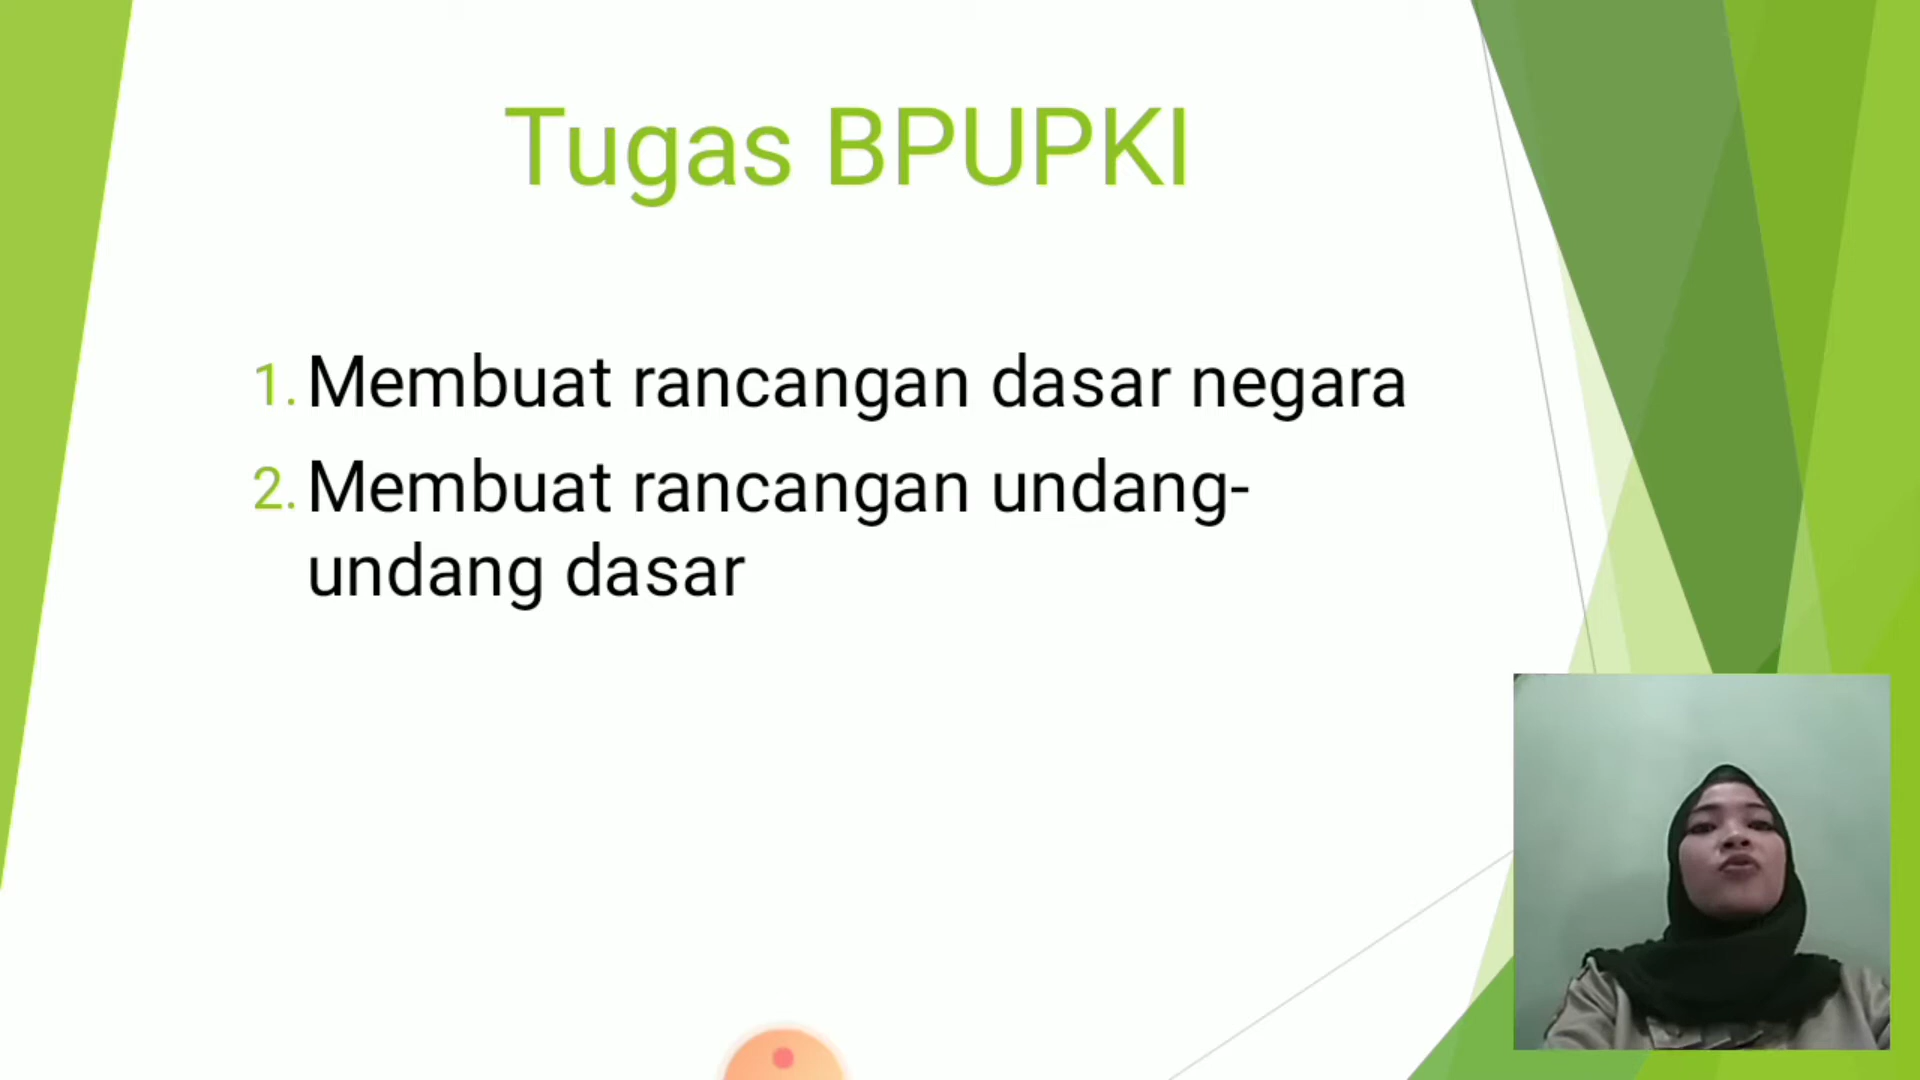 Tugas BPUPKI
1. Membuat rancangan dasar negara
2. Membuat rancangan undang-
undang dasar